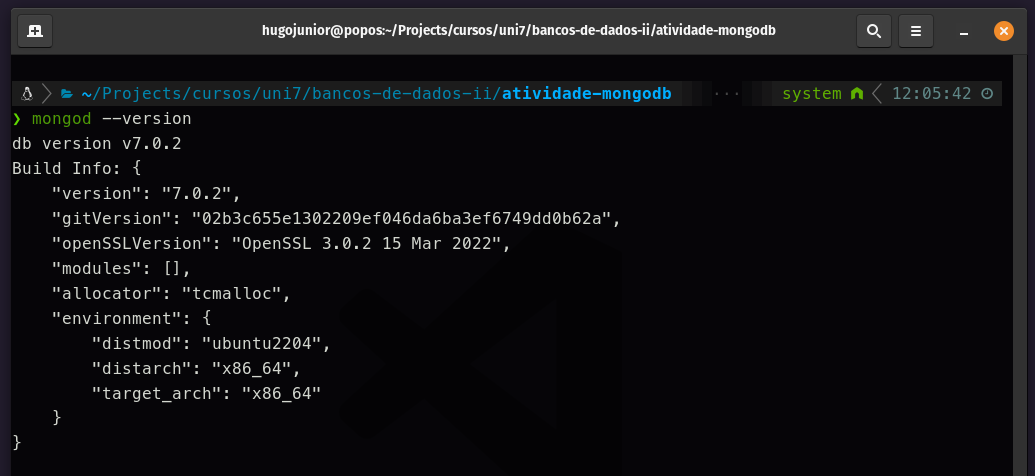 hugojunior@popos:~/Projects/cursos/uni7/bancos-de-dados-ii/atividade-mongodb
~/Projects/cursos/uni7/bancos-de-dados-ii/atividade-mongodb ··· system 12:05:42
❯ mongod --version
db version v7.0.2
Build Info: {
    "version": "7.0.2",
    "gitVersion": "02b3c655e1302209ef046da6ba3ef6749dd0b62a",
    "openSSLVersion": "OpenSSL 3.0.2 15 Mar 2022",
    "modules": [],
    "allocator": "tcmalloc",
    "environment": {
        "distmod": "ubuntu2204",
        "distarch": "x86_64",
        "target_arch": "x86_64"
    }
}